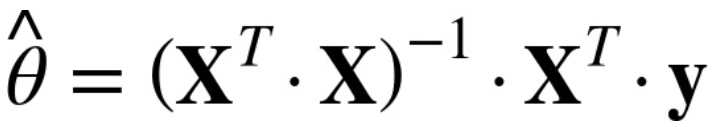 θ̂ = (𝐗ᵀ · 𝐗)⁻¹ · 𝐗ᵀ · 𝐲